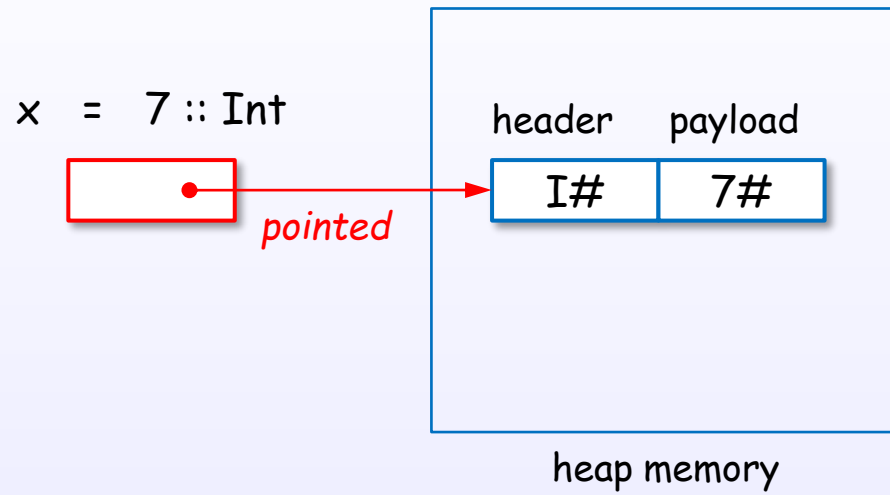 x = 7 :: Int
header payload
I# 7#
pointed
heap memory